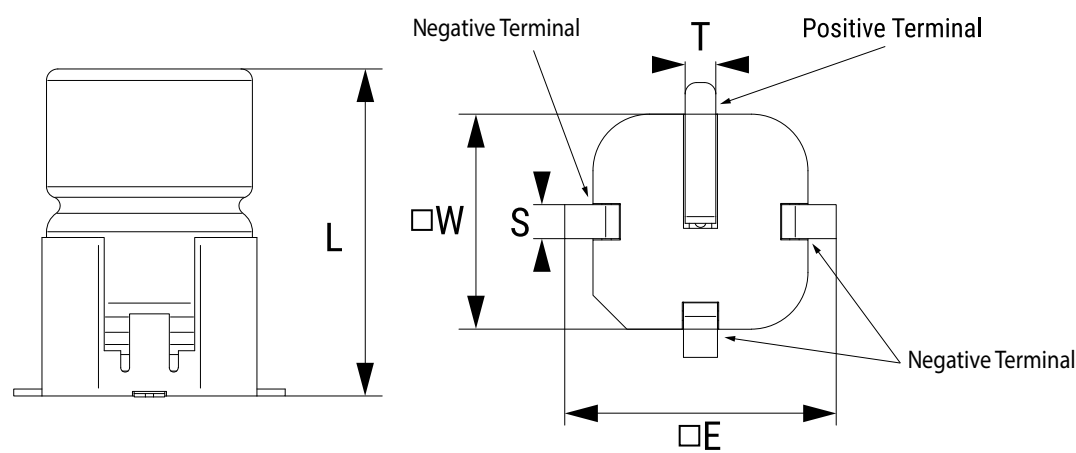 Negative Terminal
T
Positive Terminal
□W
S
L
Negative Terminal
□E